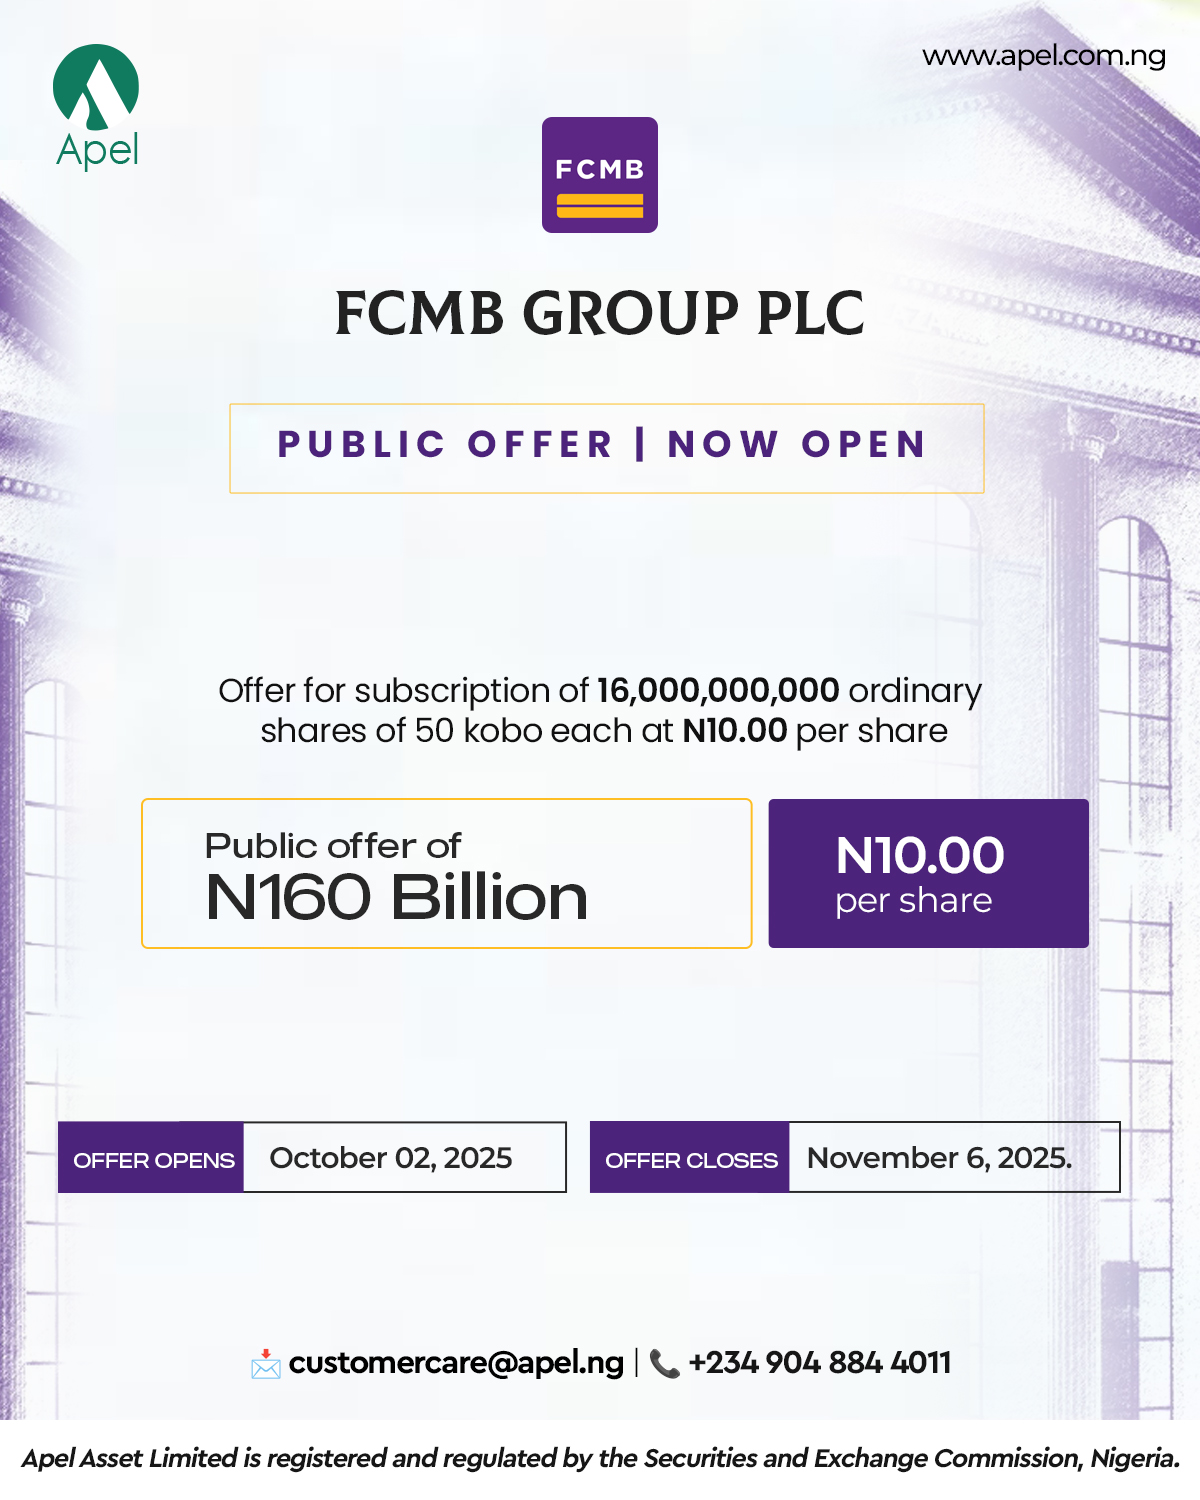 www.apel.com.ng
Apel
FCMB
FCMB GROUP PLC
PUBLIC OFFER | NOW OPEN
Offer for subscription of 16,000,000,000 ordinary
shares of 50 kobo each at N10.00 per share
Public offer of
N160 Billion
N10.00
per share
OFFER OPENS October 02, 2025
OFFER CLOSES November 6, 2025.
customercare@apel.ng | +234 904 884 4011
Apel Asset Limited is registered and regulated by the Securities and Exchange Commission, Nigeria.